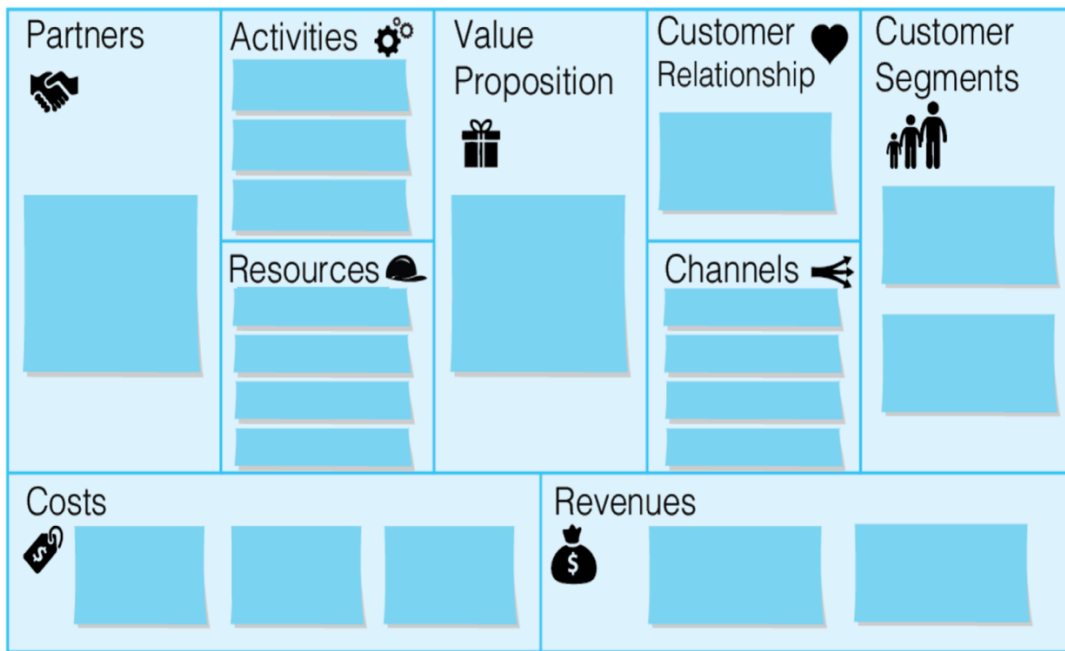 Partners
Activities
Value
Proposition
Customer
Relationship
Customer
Segments
Resources
Channels
Costs
$
Revenues
$